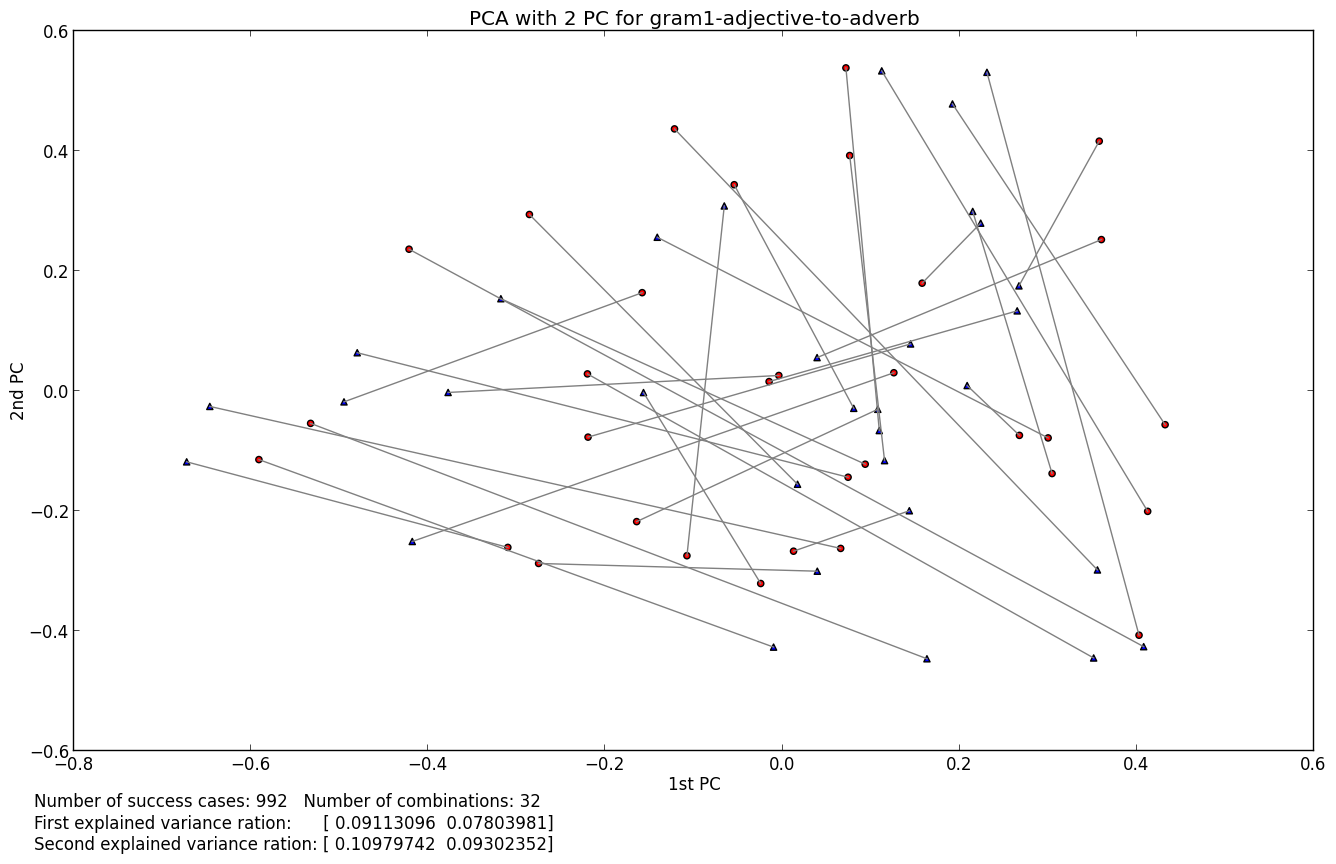 PCA with 2 PC for gram1-adjective-to-adverb
0.6
0.4
0.2
0.0
−0.2
−0.4
−0.6
2nd PC
−0.8 −0.6 −0.4 −0.2 0.0 0.2 0.4 0.6
1st PC
Number of success cases: 992 Number of combinations: 32
First explained variance ration: [ 0.09113096 0.07803981]
Second explained variance ration: [ 0.10979742 0.09302352]